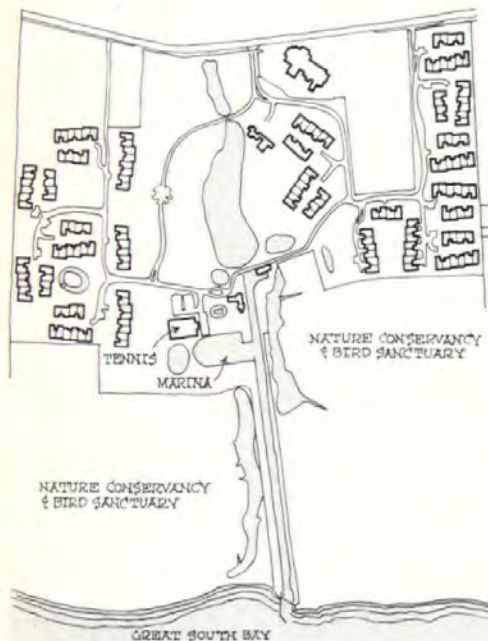 NATURE CONSERVANCY
& BIRD SANCTUARY
TENNIS
MARINA
NATURE CONSERVANCY
& BIRD SANCTUARY
GREAT SOUTH BAY